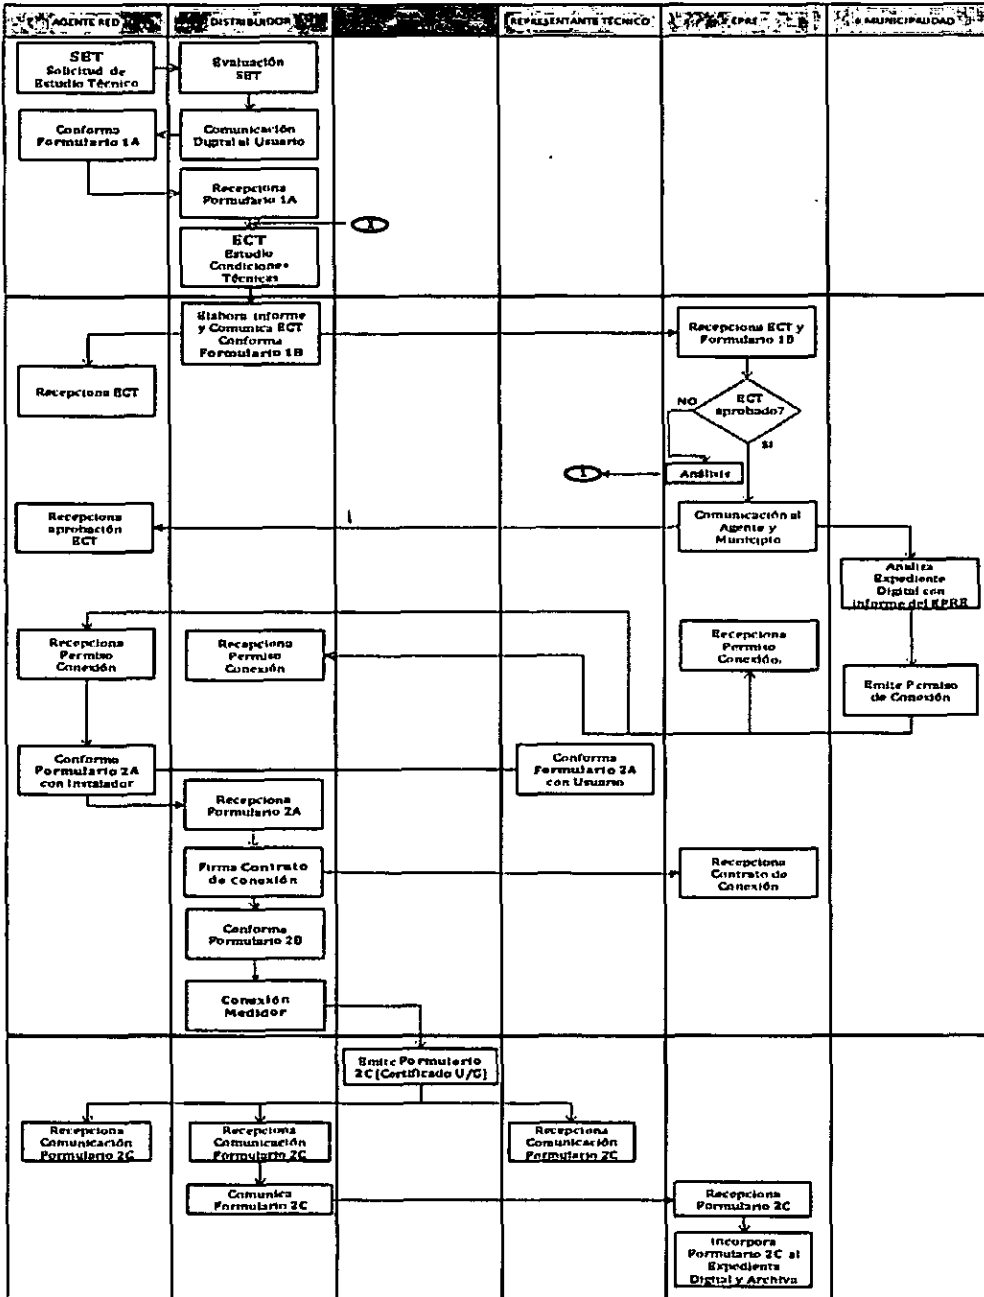 AGENTE RED
DISTRIBUIDOR
REPRESENTANTE TÉCNICO
EPRE
MUNICIPALIDAD
SET
Solicitud de
Estudio Técnico
Evaluación
SET
Conforma
Formulario 1A
Comunicación
Digital al Usuario
Recepciona
Formulario 1A
1
ECT
Estudio
Condiciones
Técnicas
Elabora informe
y Comunica ECT
Conforma
Formulario 1B
Recepciona ECT y
Formulario 1B
Recepciona ECT
NO
ECT
aprobado?
SI
1
Análisis
Recepciona
aprobación
ECT
Comunicación al
Agente y
Municipio
Analiza
Expediente
Digital con
informe del EPRE
Recepciona
Permiso
Conexión
Recepciona
Permiso
Conexión
Recepciona
Permiso
Conexión.
Emite Permiso
de Conexión
Conforma
Formulario 2A
con Instalador
Conforma
Formulario 2A
con Usuario
Recepciona
Formulario 2A
Firma Contrato
de Conexión
Recepciona
Contrato de
Conexión
Conforma
Formulario 2B
Conexión
Medidor
Emite Formulario
2C (Certificado U/G)
Recepciona
Comunicación
Formulario 2C
Recepciona
Comunicación
Formulario 2C
Recepciona
Comunicación
Formulario 2C
Comunica
Formulario 2C
Recepciona
Formulario 2C
Incorpora
Formulario 2C al
Expediente
Digital y Archiva